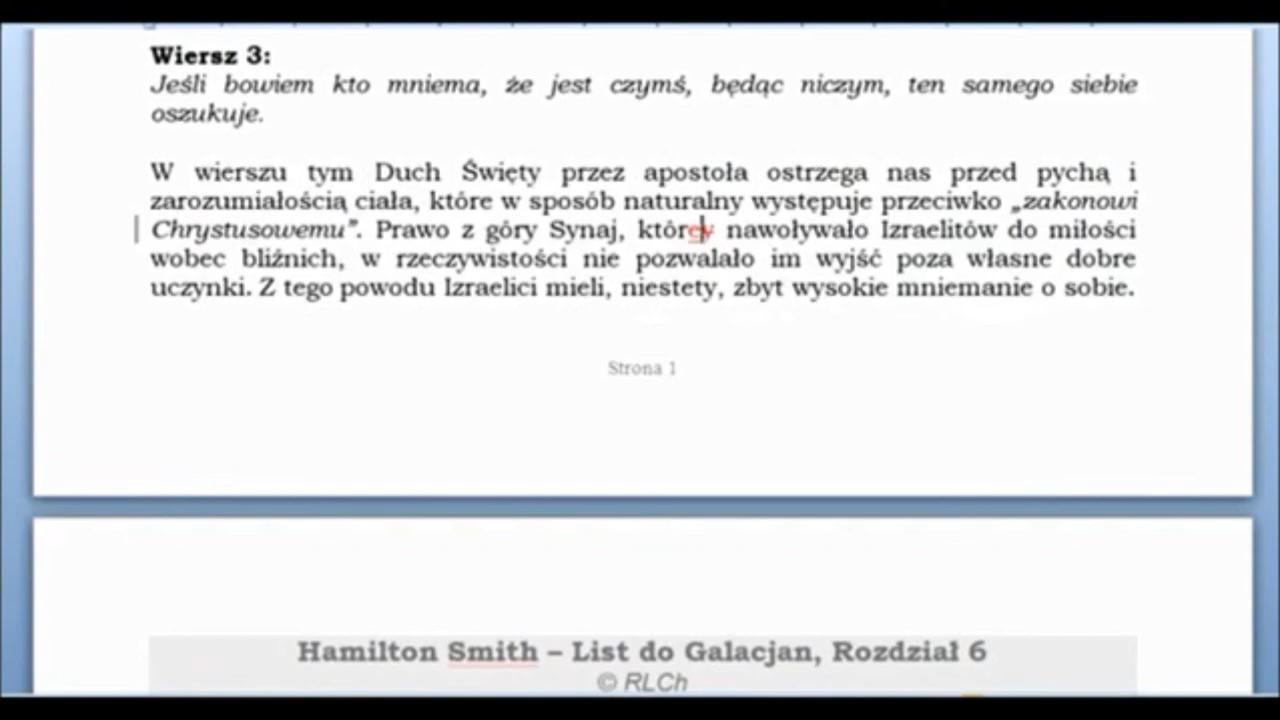 Wiersz 3:
Jeśli bowiem kto mniema, że jest czymś, będąc niczym, ten samego siebie
oszukuje.
W wierszu tym Duch Święty przez apostoła ostrzega nas przed pychą i
zarozumiałością ciała, które w sposób naturalny występuje przeciwko „zakonowi
Chrystusowemu”. Prawo z góry Synaj, którey nawoływało Izraelitów do miłości
wobec bliźnich, w rzeczywistości nie pozwalało im wyjść poza własne dobre
uczynki. Z tego powodu Izraelici mieli, niestety, zbyt wysokie mniemanie o sobie.
Strona 1
Hamilton Smith – List do Galacjan, Rozdział 6
© RLCh